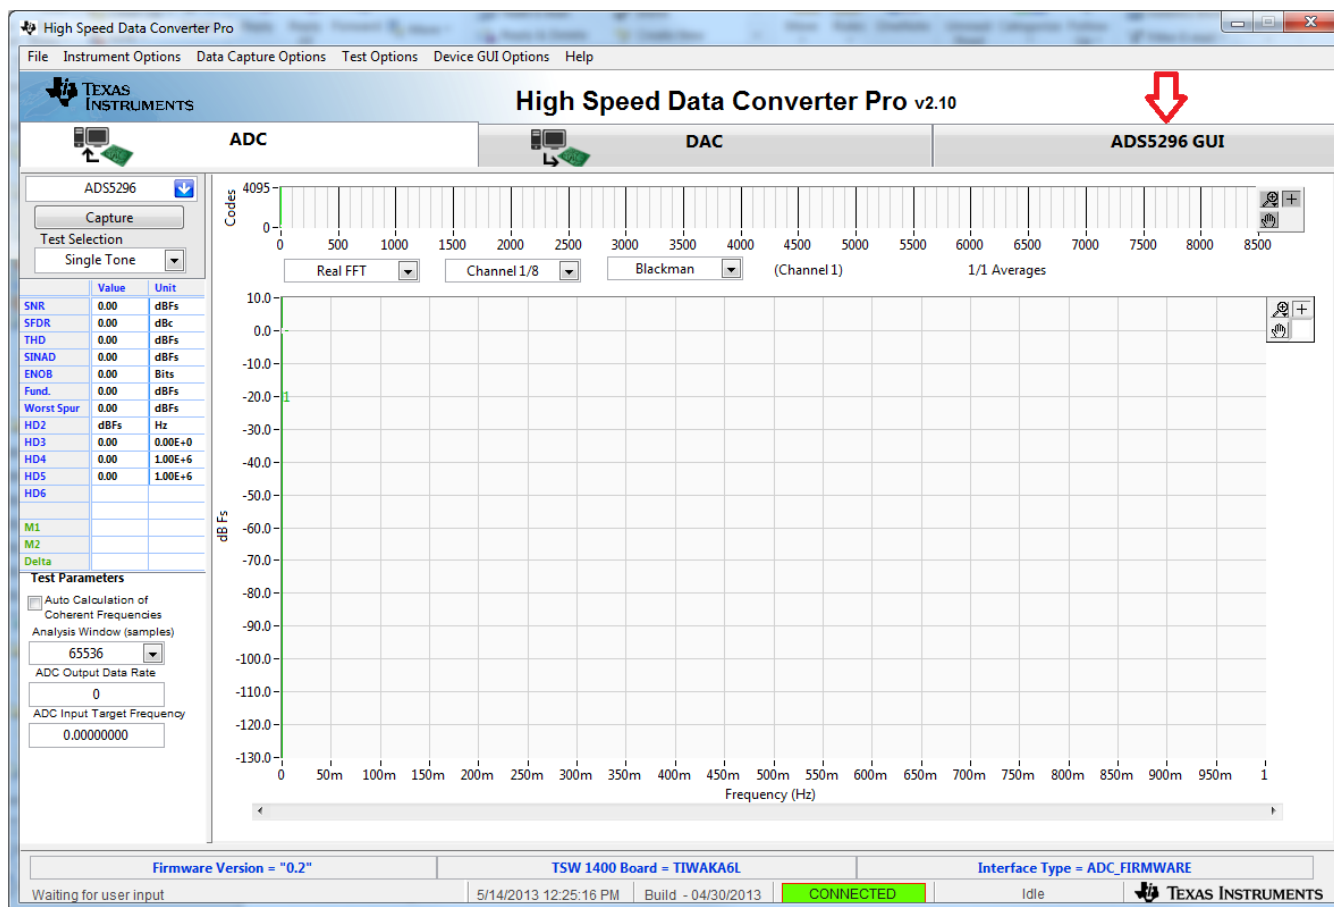 High Speed Data Converter Pro
File Instrument Options Data Capture Options Test Options Device GUI Options Help
TEXAS INSTRUMENTS
High Speed Data Converter Pro v2.10
ADC DAC ADS5296 GUI
ADS5296
Capture
Test Selection
Single Tone
Value Unit
SNR 0.00 dBFs
SFDR 0.00 dBc
THD 0.00 dBFs
SINAD 0.00 dBFs
ENOB 0.00 Bits
Fund. 0.00 dBFs
Worst Spur 0.00 dBFs
HD2 dBFs Hz
HD3 0.00 0.00E+0
HD4 0.00 1.00E+6
HD5 0.00 1.00E+6
HD6
M1
M2
Delta
Test Parameters
Auto Calculation of
Coherent Frequencies
Analysis Window (samples)
65536
ADC Output Data Rate
0
ADC Input Target Frequency
0.00000000
Codes
4095
0
0 500 1000 1500 2000 2500 3000 3500 4000 4500 5000 5500 6000 6500 7000 7500 8000 8500
Real FFT Channel 1/8 Blackman (Channel 1) 1/1 Averages
dB Fs
10.0
0.0
-10.0
-20.0
1
-30.0
-40.0
-50.0
-60.0
-70.0
-80.0
-90.0
-100.0
-110.0
-120.0
-130.0
0 50m 100m 150m 200m 250m 300m 350m 400m 450m 500m 550m 600m 650m 700m 750m 800m 850m 900m 950m 1
Frequency (Hz)
Firmware Version = "0.2" TSW 1400 Board = TIWAKA6L Interface Type = ADC_FIRMWARE
Waiting for user input 5/14/2013 12:25:16 PM Build - 04/30/2013 CONNECTED Idle TEXAS INSTRUMENTS